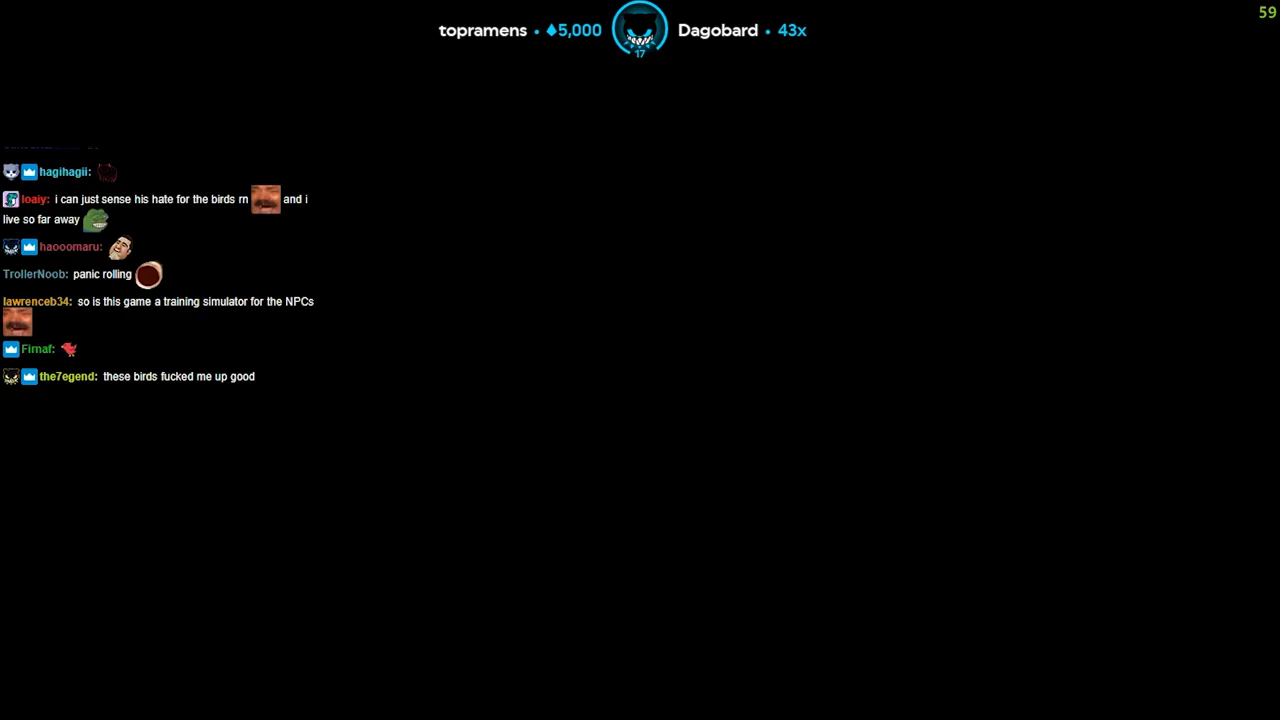 59
topramens • 5,000
17
Dagobard • 43x
hagihagii:
loaiy: i can just sense his hate for the birds rn and i
live so far away
haooomaru:
TrollerNoob: panic rolling
lawrenceb34: so is this game a training simulator for the NPCs
Firnaf:
the7egend: these birds fucked me up good